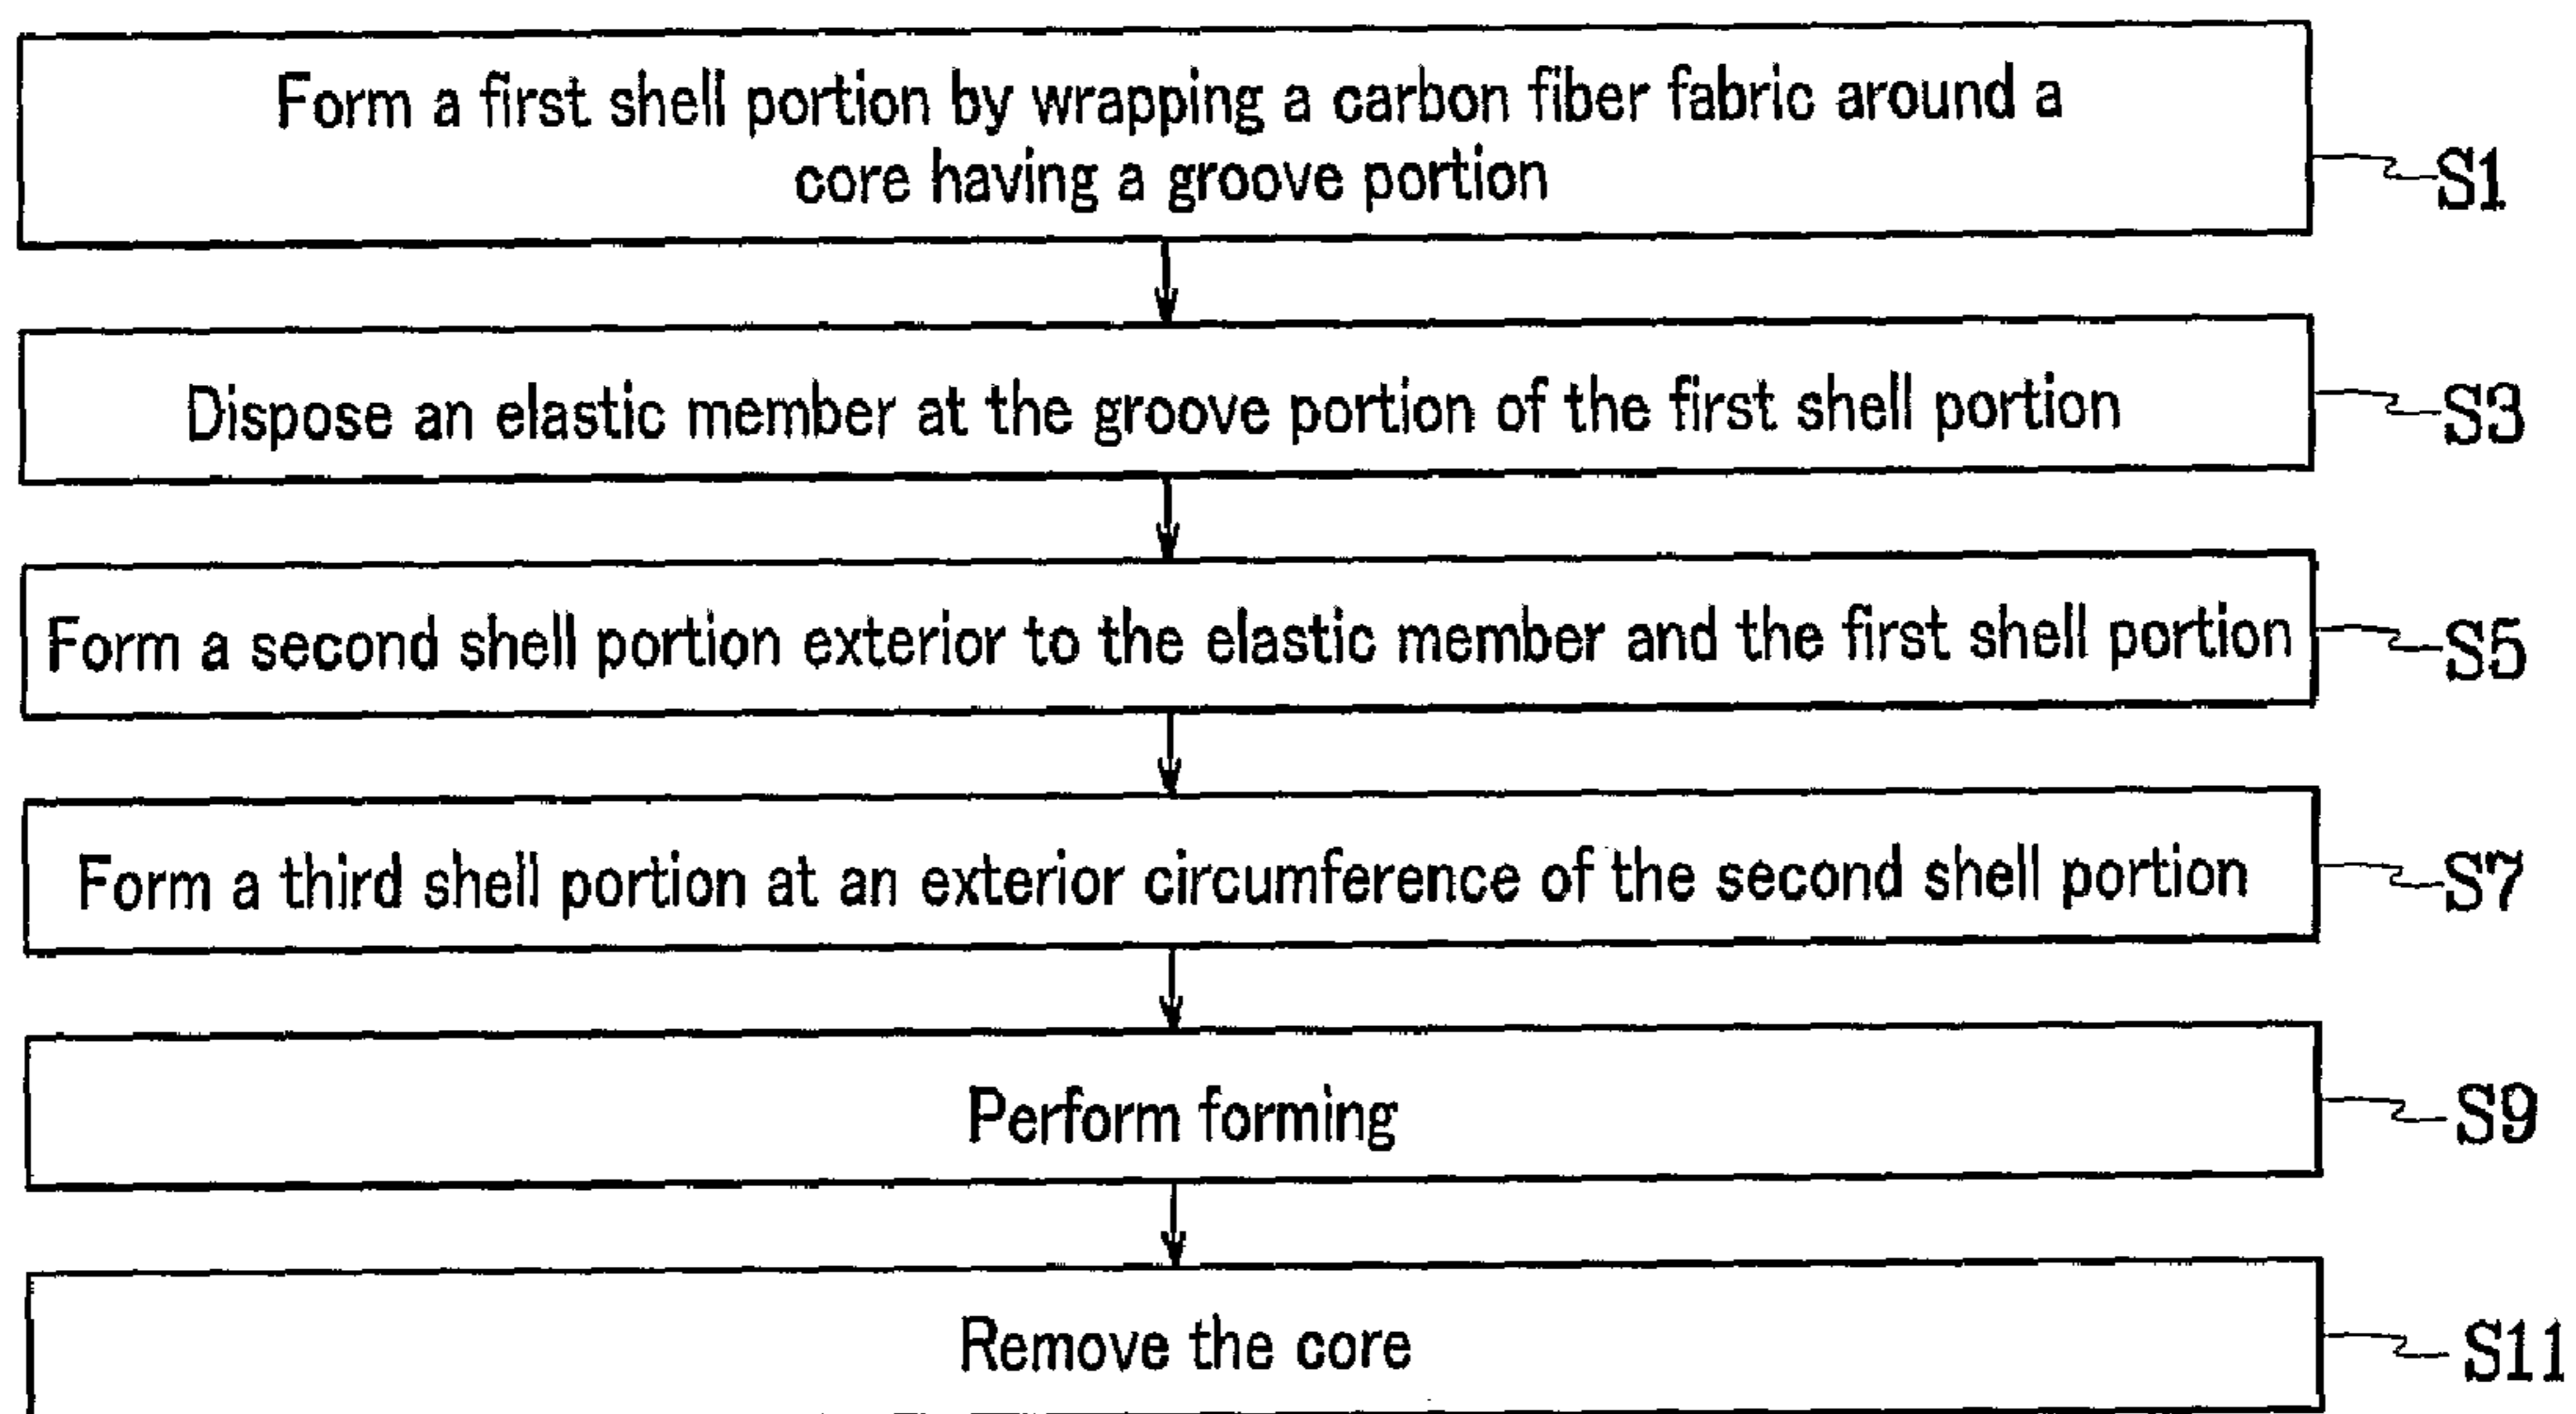 Form a first shell portion by wrapping a carbon fiber fabric around a
core having a groove portion
S1
Dispose an elastic member at the groove portion of the first shell portion
S3
Form a second shell portion exterior to the elastic member and the first shell portion
S5
Form a third shell portion at an exterior circumference of the second shell portion
S7
Perform forming
S9
Remove the core
S11